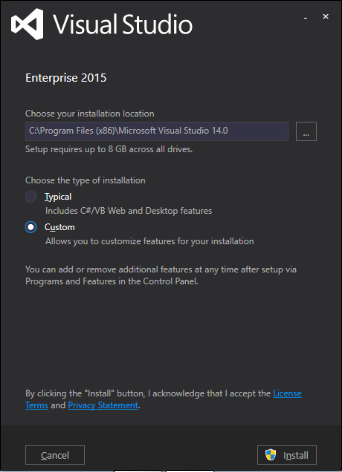 Visual Studio
Enterprise 2015
Choose your installation location
C:\Program Files (x86)\Microsoft Visual Studio 14.0
...
Setup requires up to 8 GB across all drives.
Choose the type of installation
Typical
Includes C#/VB Web and Desktop features
Custom
Allows you to customize features for your installation
You can add or remove additional features at any time after setup via
Programs and Features in the Control Panel.
By clicking the "Install" button, I acknowledge that I accept the License
Terms and Privacy Statement.
Cancel
Install